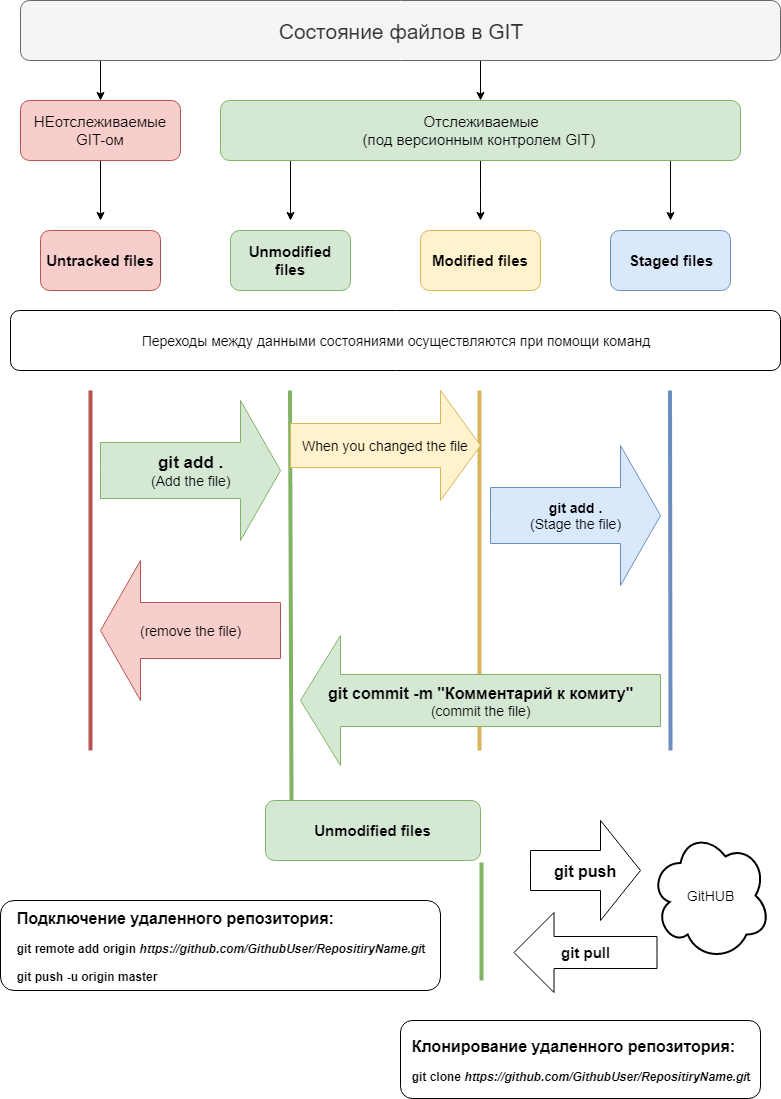 Состояние файлов в GIT
НЕотслеживаемые
GIT-ом
Отслеживаемые
(под версионным контролем GIT)
Untracked files
Unmodified
files
Modified files
Staged files
Переходы между данными состояниями осуществляются при помощи команд
git add .
(Add the file)
When you changed the file
git add .
(Stage the file)
(remove the file)
git commit -m "Комментарий к комиту"
(commit the file)
Unmodified files
git push
GitHUB
git pull
Подключение удаленного репозитория:
git remote add origin https://github.com/GithubUser/RepositiryName.git
git push -u origin master
Клонирование удаленного репозитория:
git clone https://github.com/GithubUser/RepositiryName.git